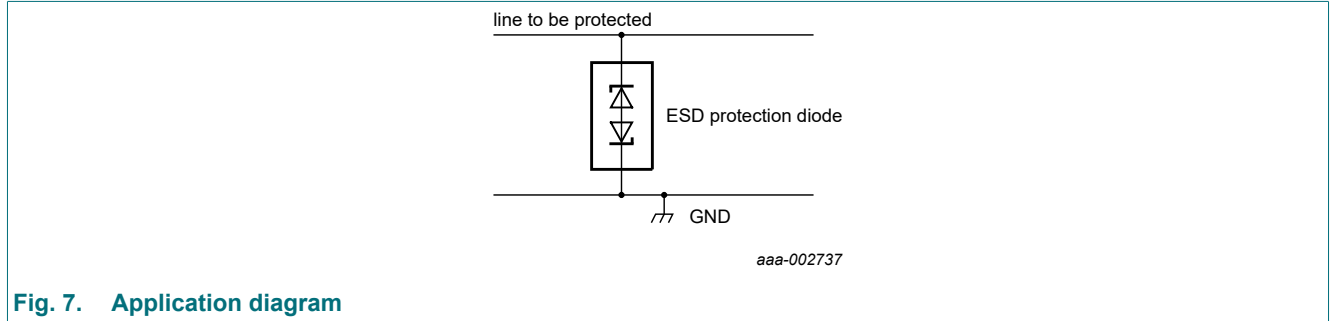 line to be protected
ESD protection diode
GND
aaa-002737
Fig. 7. Application diagram